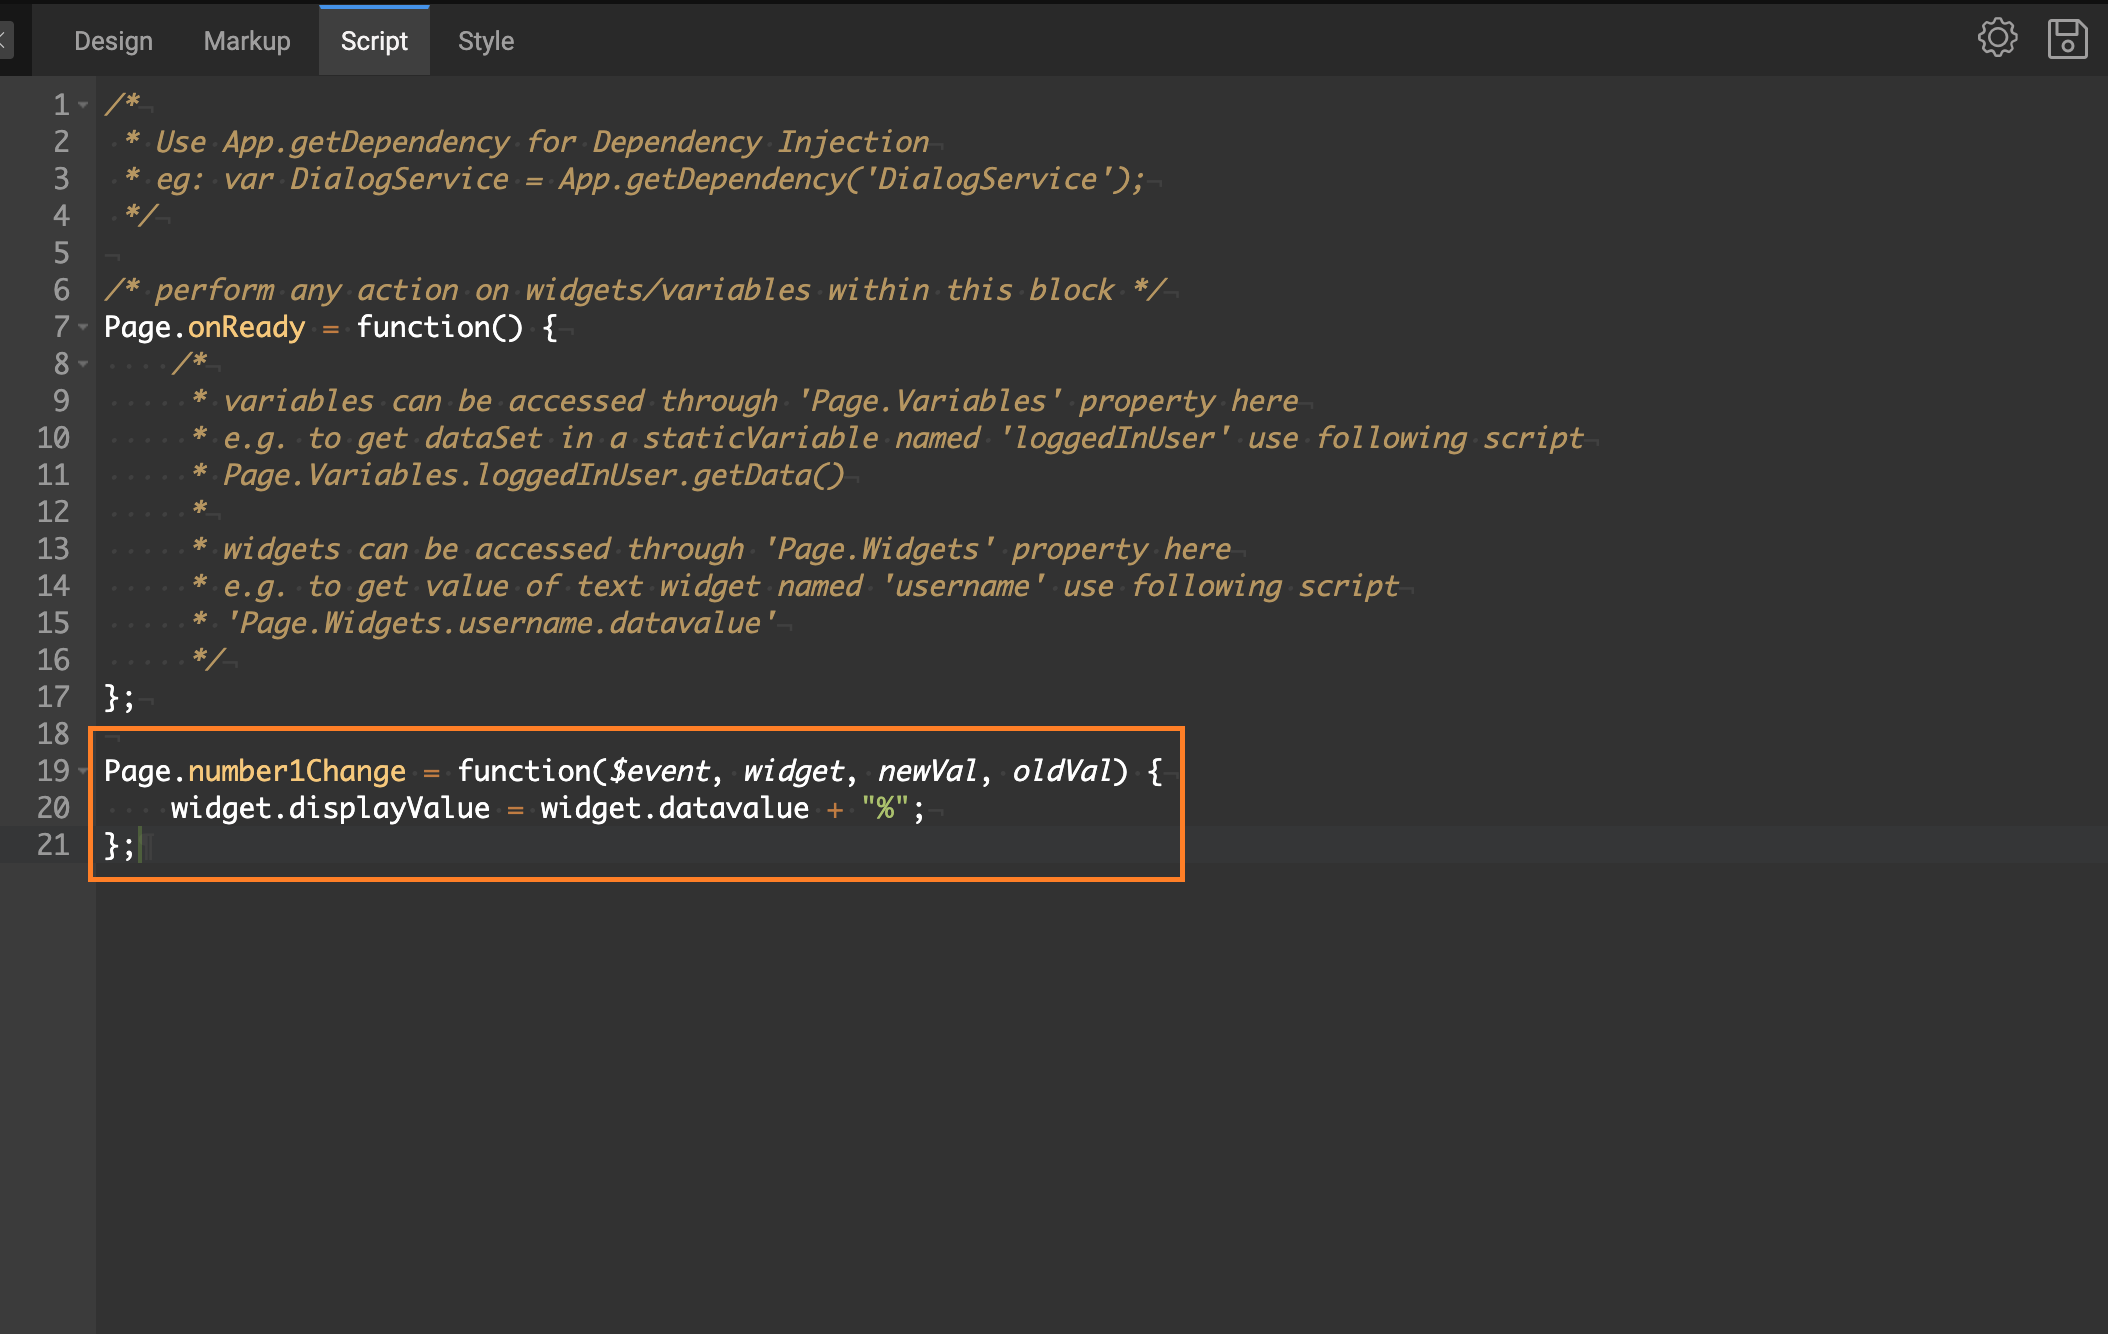 Design Markup Script Style
1 /*
2  * Use App.getDependency for Dependency Injection
3  * eg: var DialogService = App.getDependency('DialogService');
4  */
5
6 /* perform any action on widgets/variables within this block */
7 Page.onReady = function() {
8     /*
9      * variables can be accessed through 'Page.Variables' property here
10      * e.g. to get dataSet in a staticVariable named 'loggedInUser' use following script
11      * Page.Variables.loggedInUser.getData()
12      *
13      * widgets can be accessed through 'Page.Widgets' property here
14      * e.g. to get value of text widget named 'username' use following script
15      * 'Page.Widgets.username.datavalue'
16      */
17 };
18
19 Page.number1Change = function($event, widget, newVal, oldVal) {
20     widget.displayValue = widget.datavalue + "%";
21 };